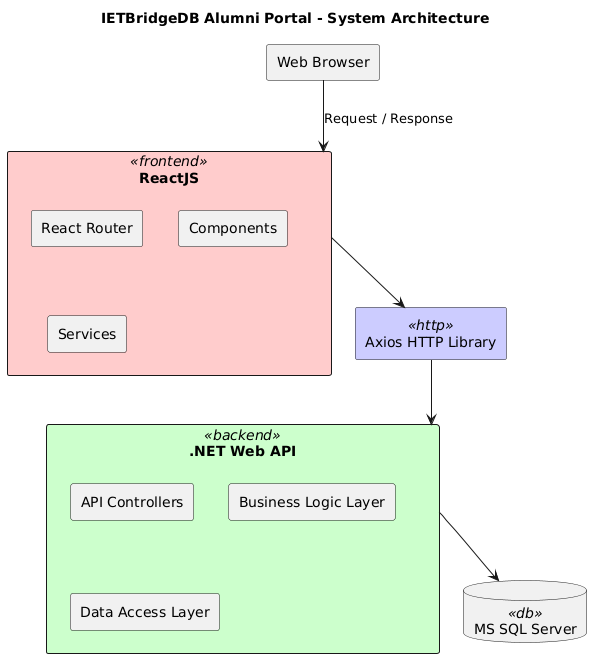 IETBridgeDB Alumni Portal - System Architecture
Web Browser
Request / Response
«frontend»
ReactJS
React Router
Components
Services
«http»
Axios HTTP Library
«backend»
.NET Web API
API Controllers
Business Logic Layer
Data Access Layer
«db»
MS SQL Server